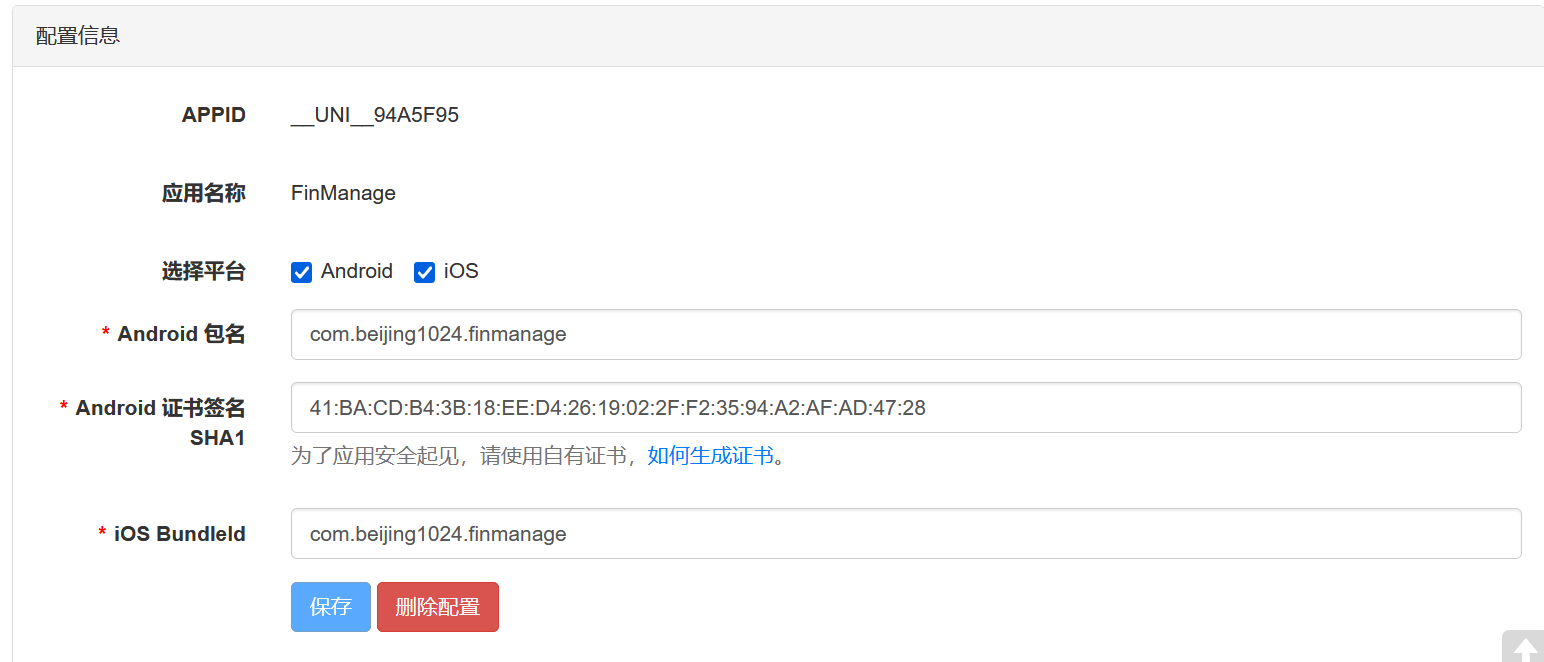 配置信息
APPID __UNI__94A5F95
应用名称 FinManage
选择平台 Android iOS
* Android 包名 com.beijing1024.finmanage
* Android 证书签名 41:BA:CD:B4:3B:18:EE:D4:26:19:02:2F:F2:35:94:A2:AF:AD:47:28
SHA1
为了应用安全起见，请使用自有证书，如何生成证书。
* iOS BundleId com.beijing1024.finmanage
保存 删除配置